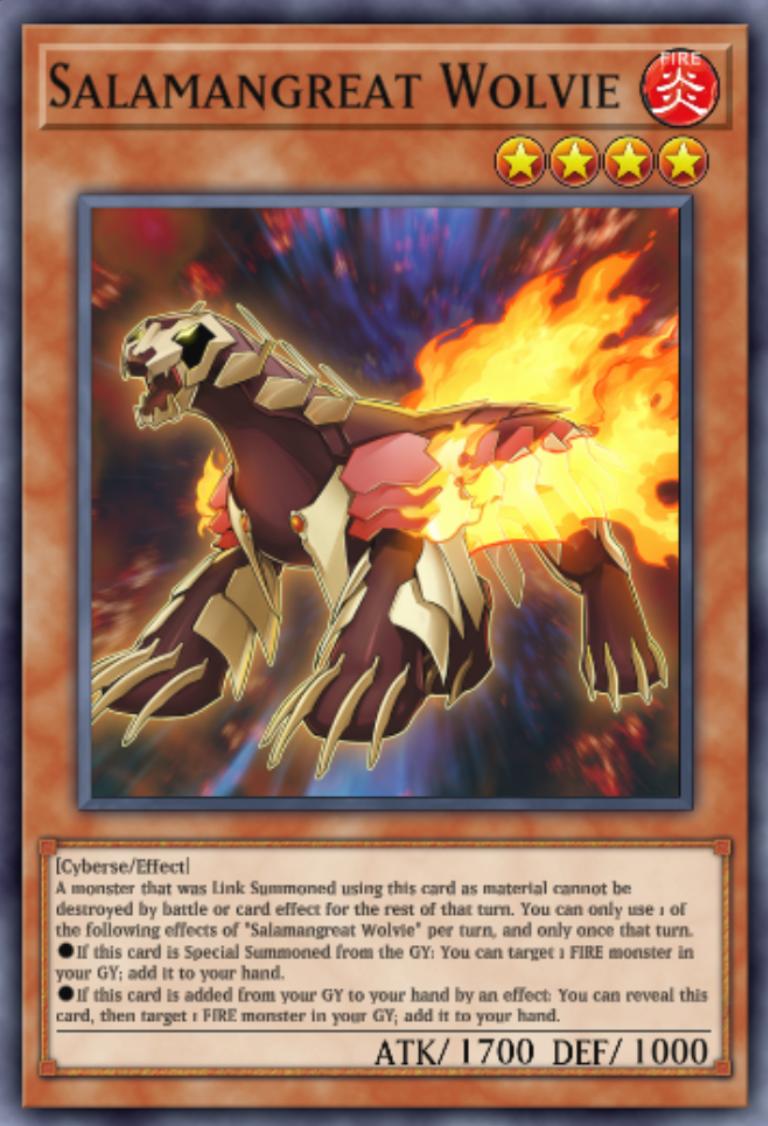 Salamangreat Wolvie
FIRE
炎
[Cyberse/Effect]
A monster that was Link Summoned using this card as material cannot be
destroyed by battle or card effect for the rest of that turn. You can only use 1 of
the following effects of "Salamangreat Wolvie" per turn, and only once that turn.
●If this card is Special Summoned from the GY: You can target 1 FIRE monster in
your GY; add it to your hand.
●If this card is added from your GY to your hand by an effect: You can reveal this
card, then target 1 FIRE monster in your GY; add it to your hand.
ATK/ 1700 DEF/ 1000